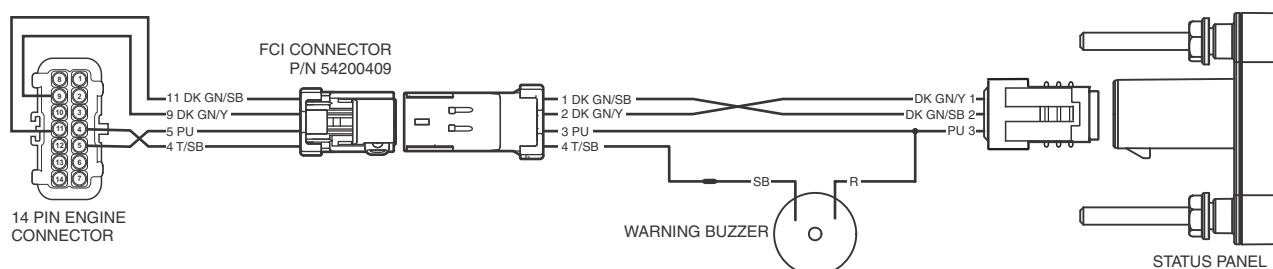 FCI CONNECTOR
P/N 54200409
8 1
9 2
10 3
11 4
12 5
13 6
14 7
11 DK GN/SB
9 DK GN/Y
5 PU
4 T/SB
1 DK GN/SB
2 DK GN/Y
3 PU
4 T/SB
DK GN/Y 1
DK GN/SB 2
PU 3
SB
R
14 PIN ENGINE
CONNECTOR
WARNING BUZZER
STATUS PANEL